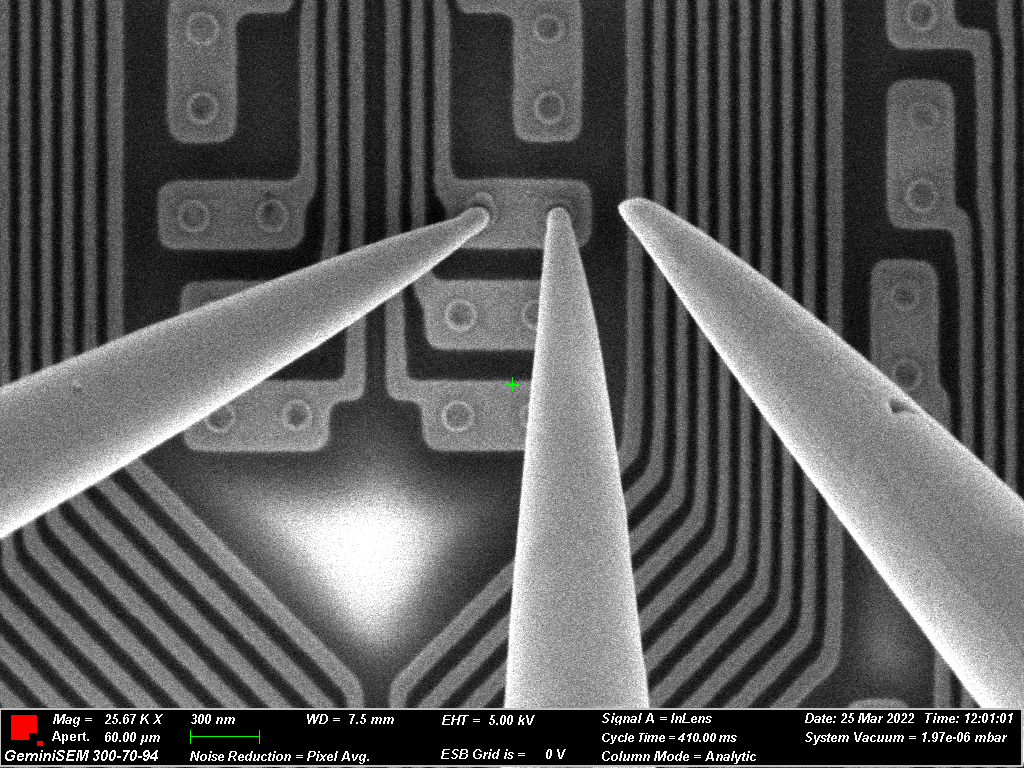 Mag = 25.67 K X 300 nm WD = 7.5 mm EHT = 5.00 kV Signal A = InLens Date: 25 Mar 2022 Time: 12:01:01
Apert. 60.00 µm Cycle Time = 410.00 ms System Vacuum = 1.97e-06 mbar
GeminiSEM 300-70-94 Noise Reduction = Pixel Avg. ESB Grid is = 0 V Column Mode = Analytic